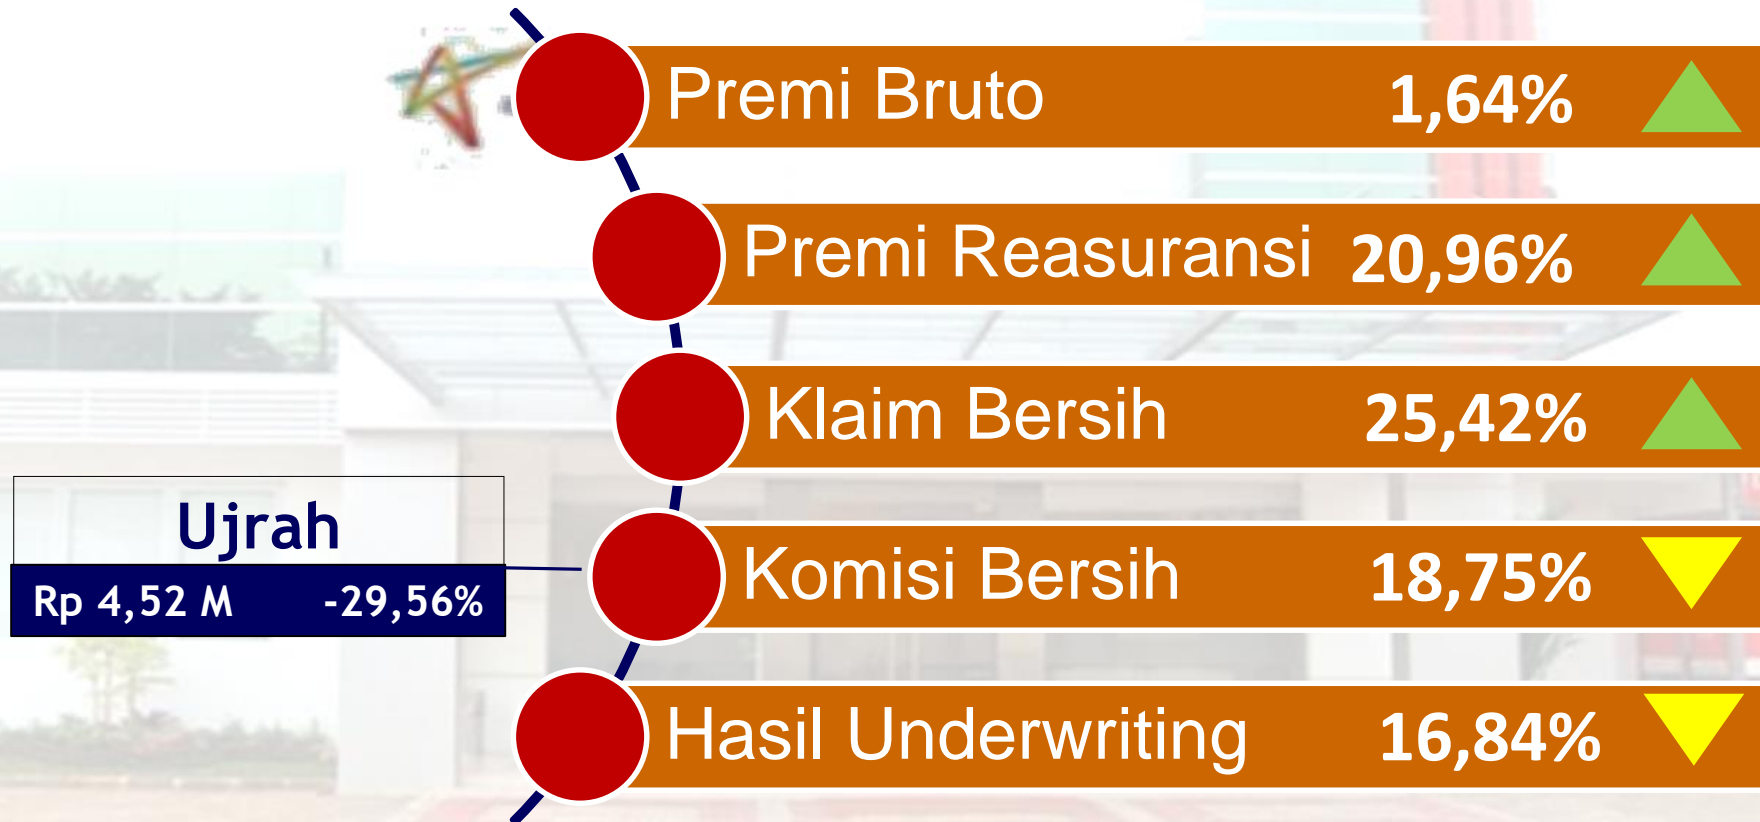 Premi Bruto 1,64%
Premi Reasuransi 20,96%
Klaim Bersih 25,42%
Ujrah
Rp 4,52 M -29,56%
Komisi Bersih 18,75%
Hasil Underwriting 16,84%